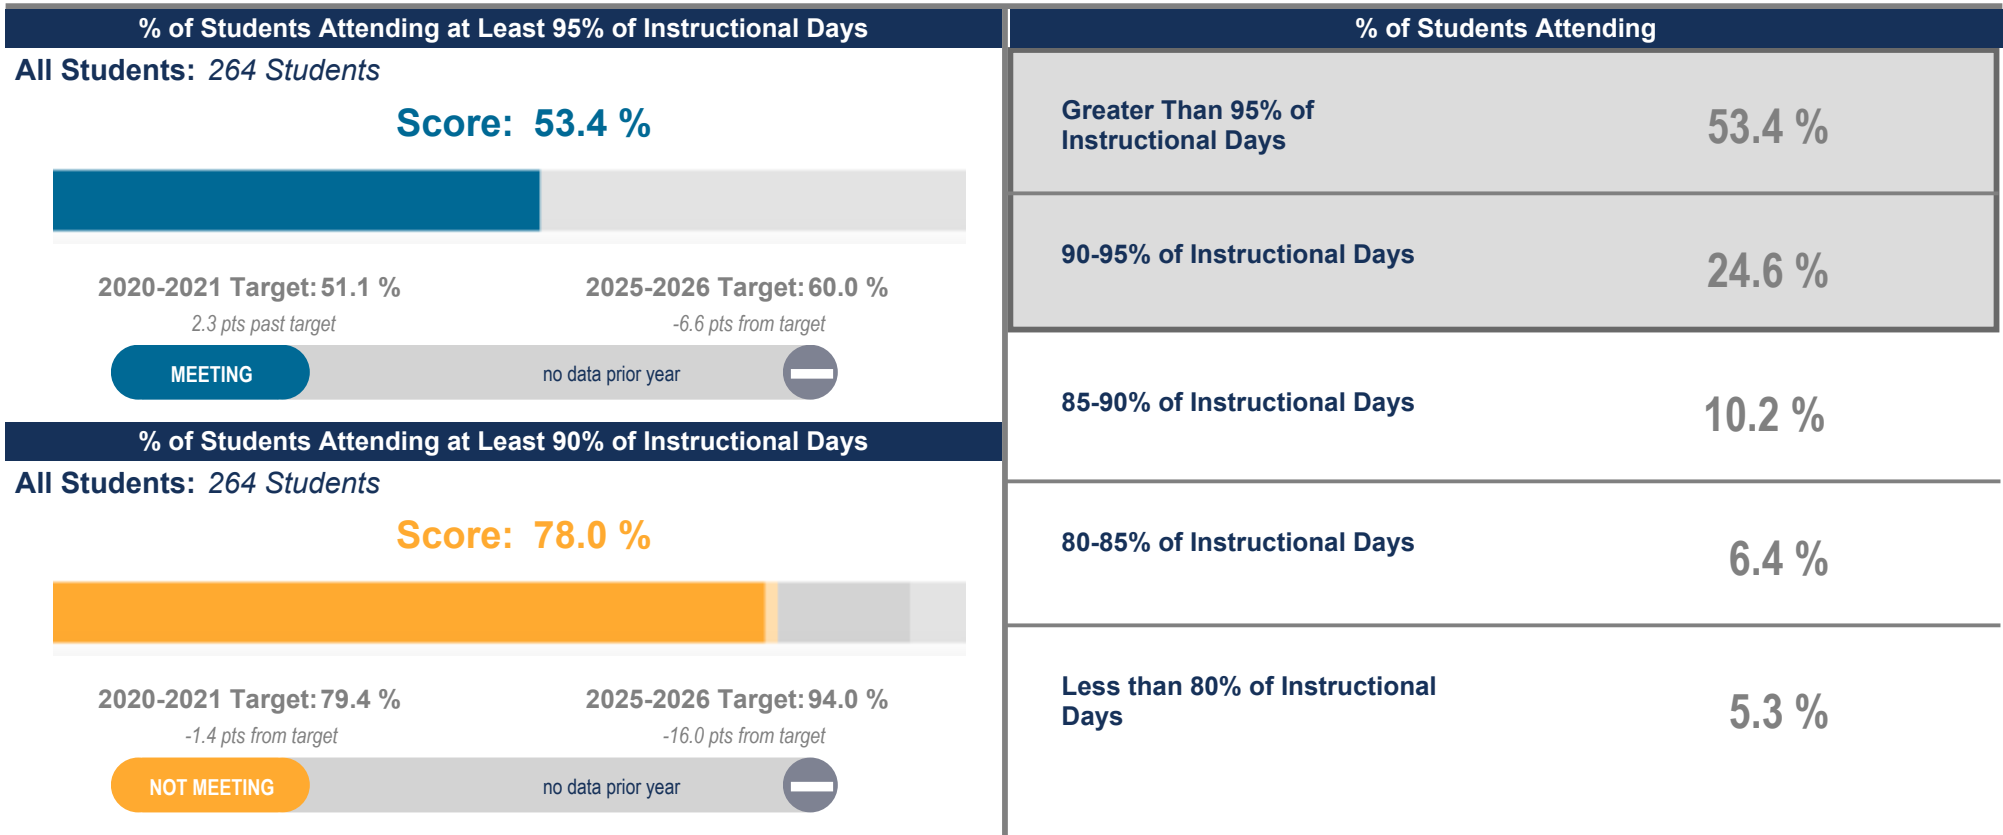 % of Students Attending at Least 95% of Instructional Days
All Students: 264 Students
Score: 53.4 %
2020-2021 Target: 51.1 %
2.3 pts past target
2025-2026 Target: 60.0 %
-6.6 pts from target
MEETING
no data prior year
% of Students Attending at Least 90% of Instructional Days
All Students: 264 Students
Score: 78.0 %
2020-2021 Target: 79.4 %
-1.4 pts from target
2025-2026 Target: 94.0 %
-16.0 pts from target
NOT MEETING
no data prior year
% of Students Attending
Greater Than 95% of
Instructional Days
53.4 %
90-95% of Instructional Days
24.6 %
85-90% of Instructional Days
10.2 %
80-85% of Instructional Days
6.4 %
Less than 80% of Instructional
Days
5.3 %